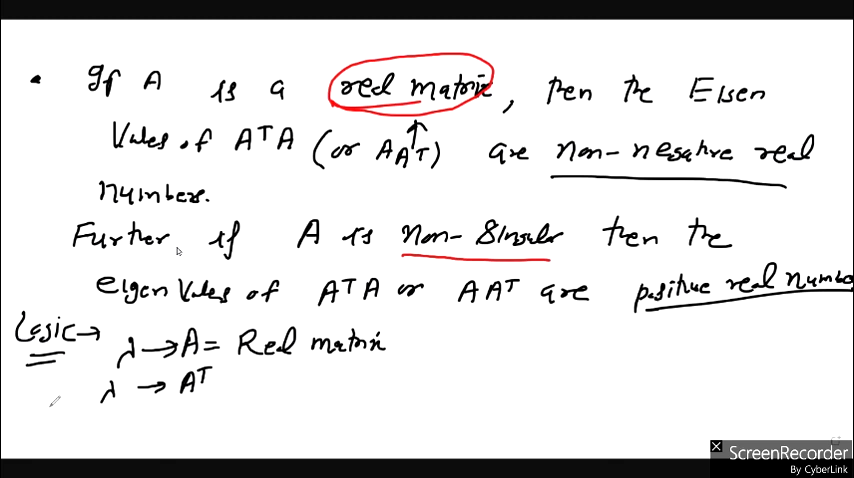 • If A is a real matrix, then the Eigen
Values of AᵀA (or AAᵀ) are non-negative real
numbers.
Further if A is non-Singular then the
eigen Values of AᵀA or AAᵀ are positive real numbe
Logic→ λ → A = Real matrix
λ → Aᵀ
ScreenRecorder
By CyberLink